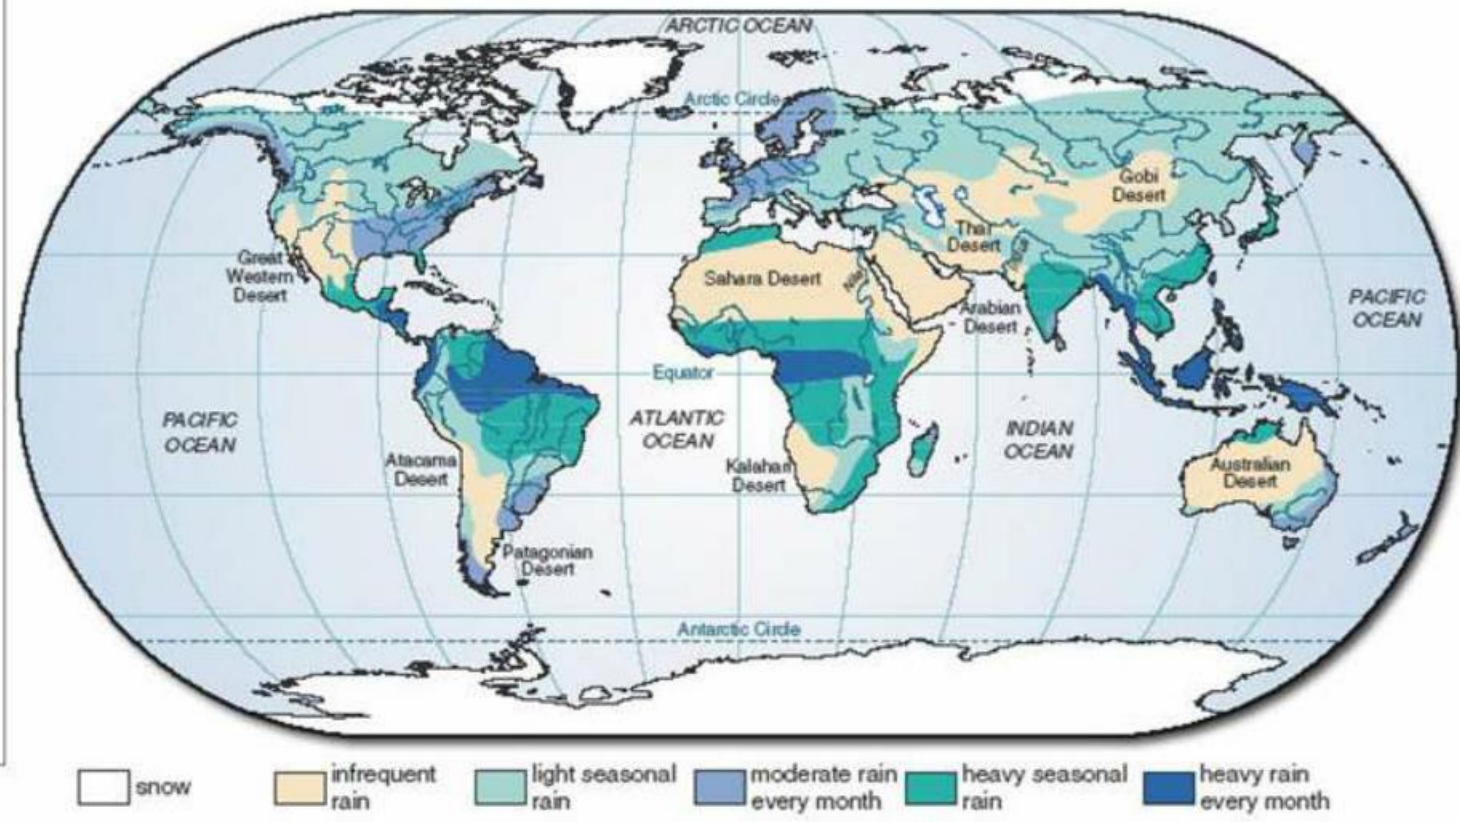 ARCTIC OCEAN
Arctic Circle
Gobi
Desert
Thar
Desert
Great
Western
Desert
Sahara Desert
Nile
Arabian
Desert
PACIFIC
OCEAN
Equator
PACIFIC
OCEAN
ATLANTIC
OCEAN
INDIAN
OCEAN
Atacama
Desert
Kalahari
Desert
Australian
Desert
Patagonian
Desert
Antarctic Circle
snow
infrequent
rain
light seasonal
rain
moderate rain
every month
heavy seasonal
rain
heavy rain
every month